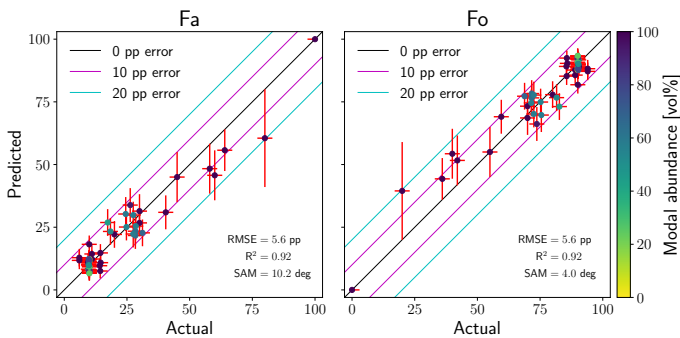 Fa
Fo
100
75
50
25
0
0 pp error
10 pp error
20 pp error
RMSE = 5.6 pp
R² = 0.92
SAM = 10.2 deg
0 25 50 75 100
Actual
Predicted
0 pp error
10 pp error
20 pp error
RMSE = 5.6 pp
R² = 0.92
SAM = 4.0 deg
0 25 50 75 100
Actual
100
80
60
40
20
0
Modal abundance [vol%]